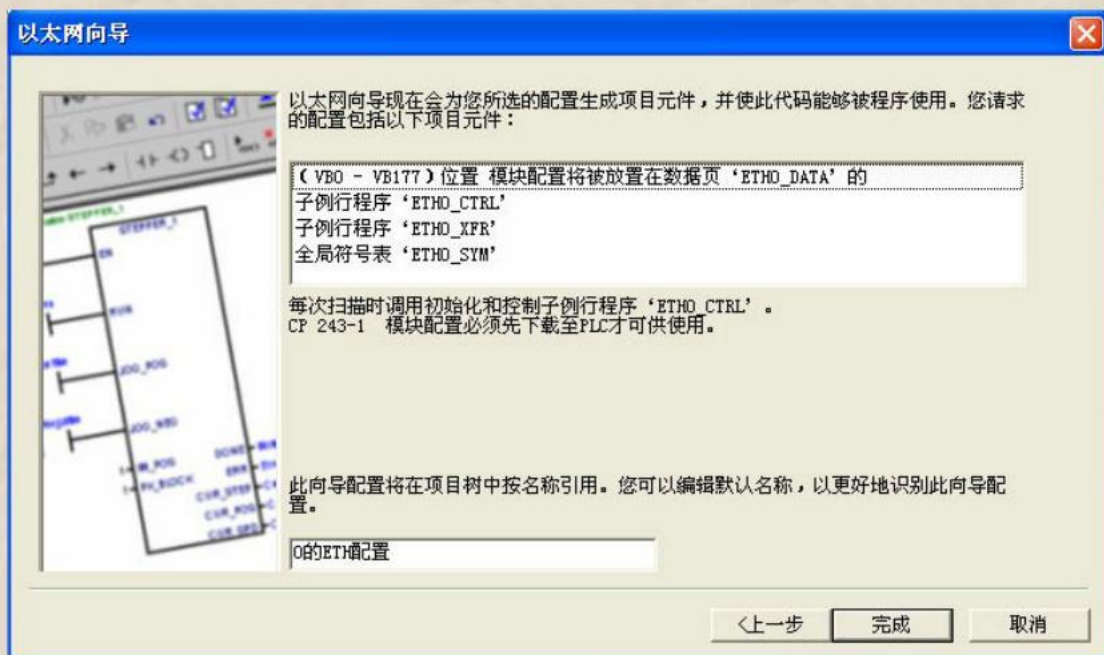 以太网向导
以太网向导现在会为您所选的配置生成项目元件，并使此代码能够被程序使用。您请求
的配置包括以下项目元件：
（VB0 - VB177）位置 模块配置将被放置在数据页‘ETH0_DATA’的
子例行程序‘ETH0_CTRL’
子例行程序‘ETH0_XFR’
全局符号表‘ETH0_SYM’
每次扫描时调用初始化和控制子例行程序‘ETH0_CTRL’。
CP 243-1 模块配置必须先下载至PLC才可供使用。
STEPPER_1
EN
RUN
JOG_POS
JOG_NEG
DONE
ERR
CUR_STEP
CUR_POS
此向导配置将在项目树中按名称引用。您可以编辑默认名称，以更好地识别此向导配
置。
0的ETH配置
<上一步
完成
取消